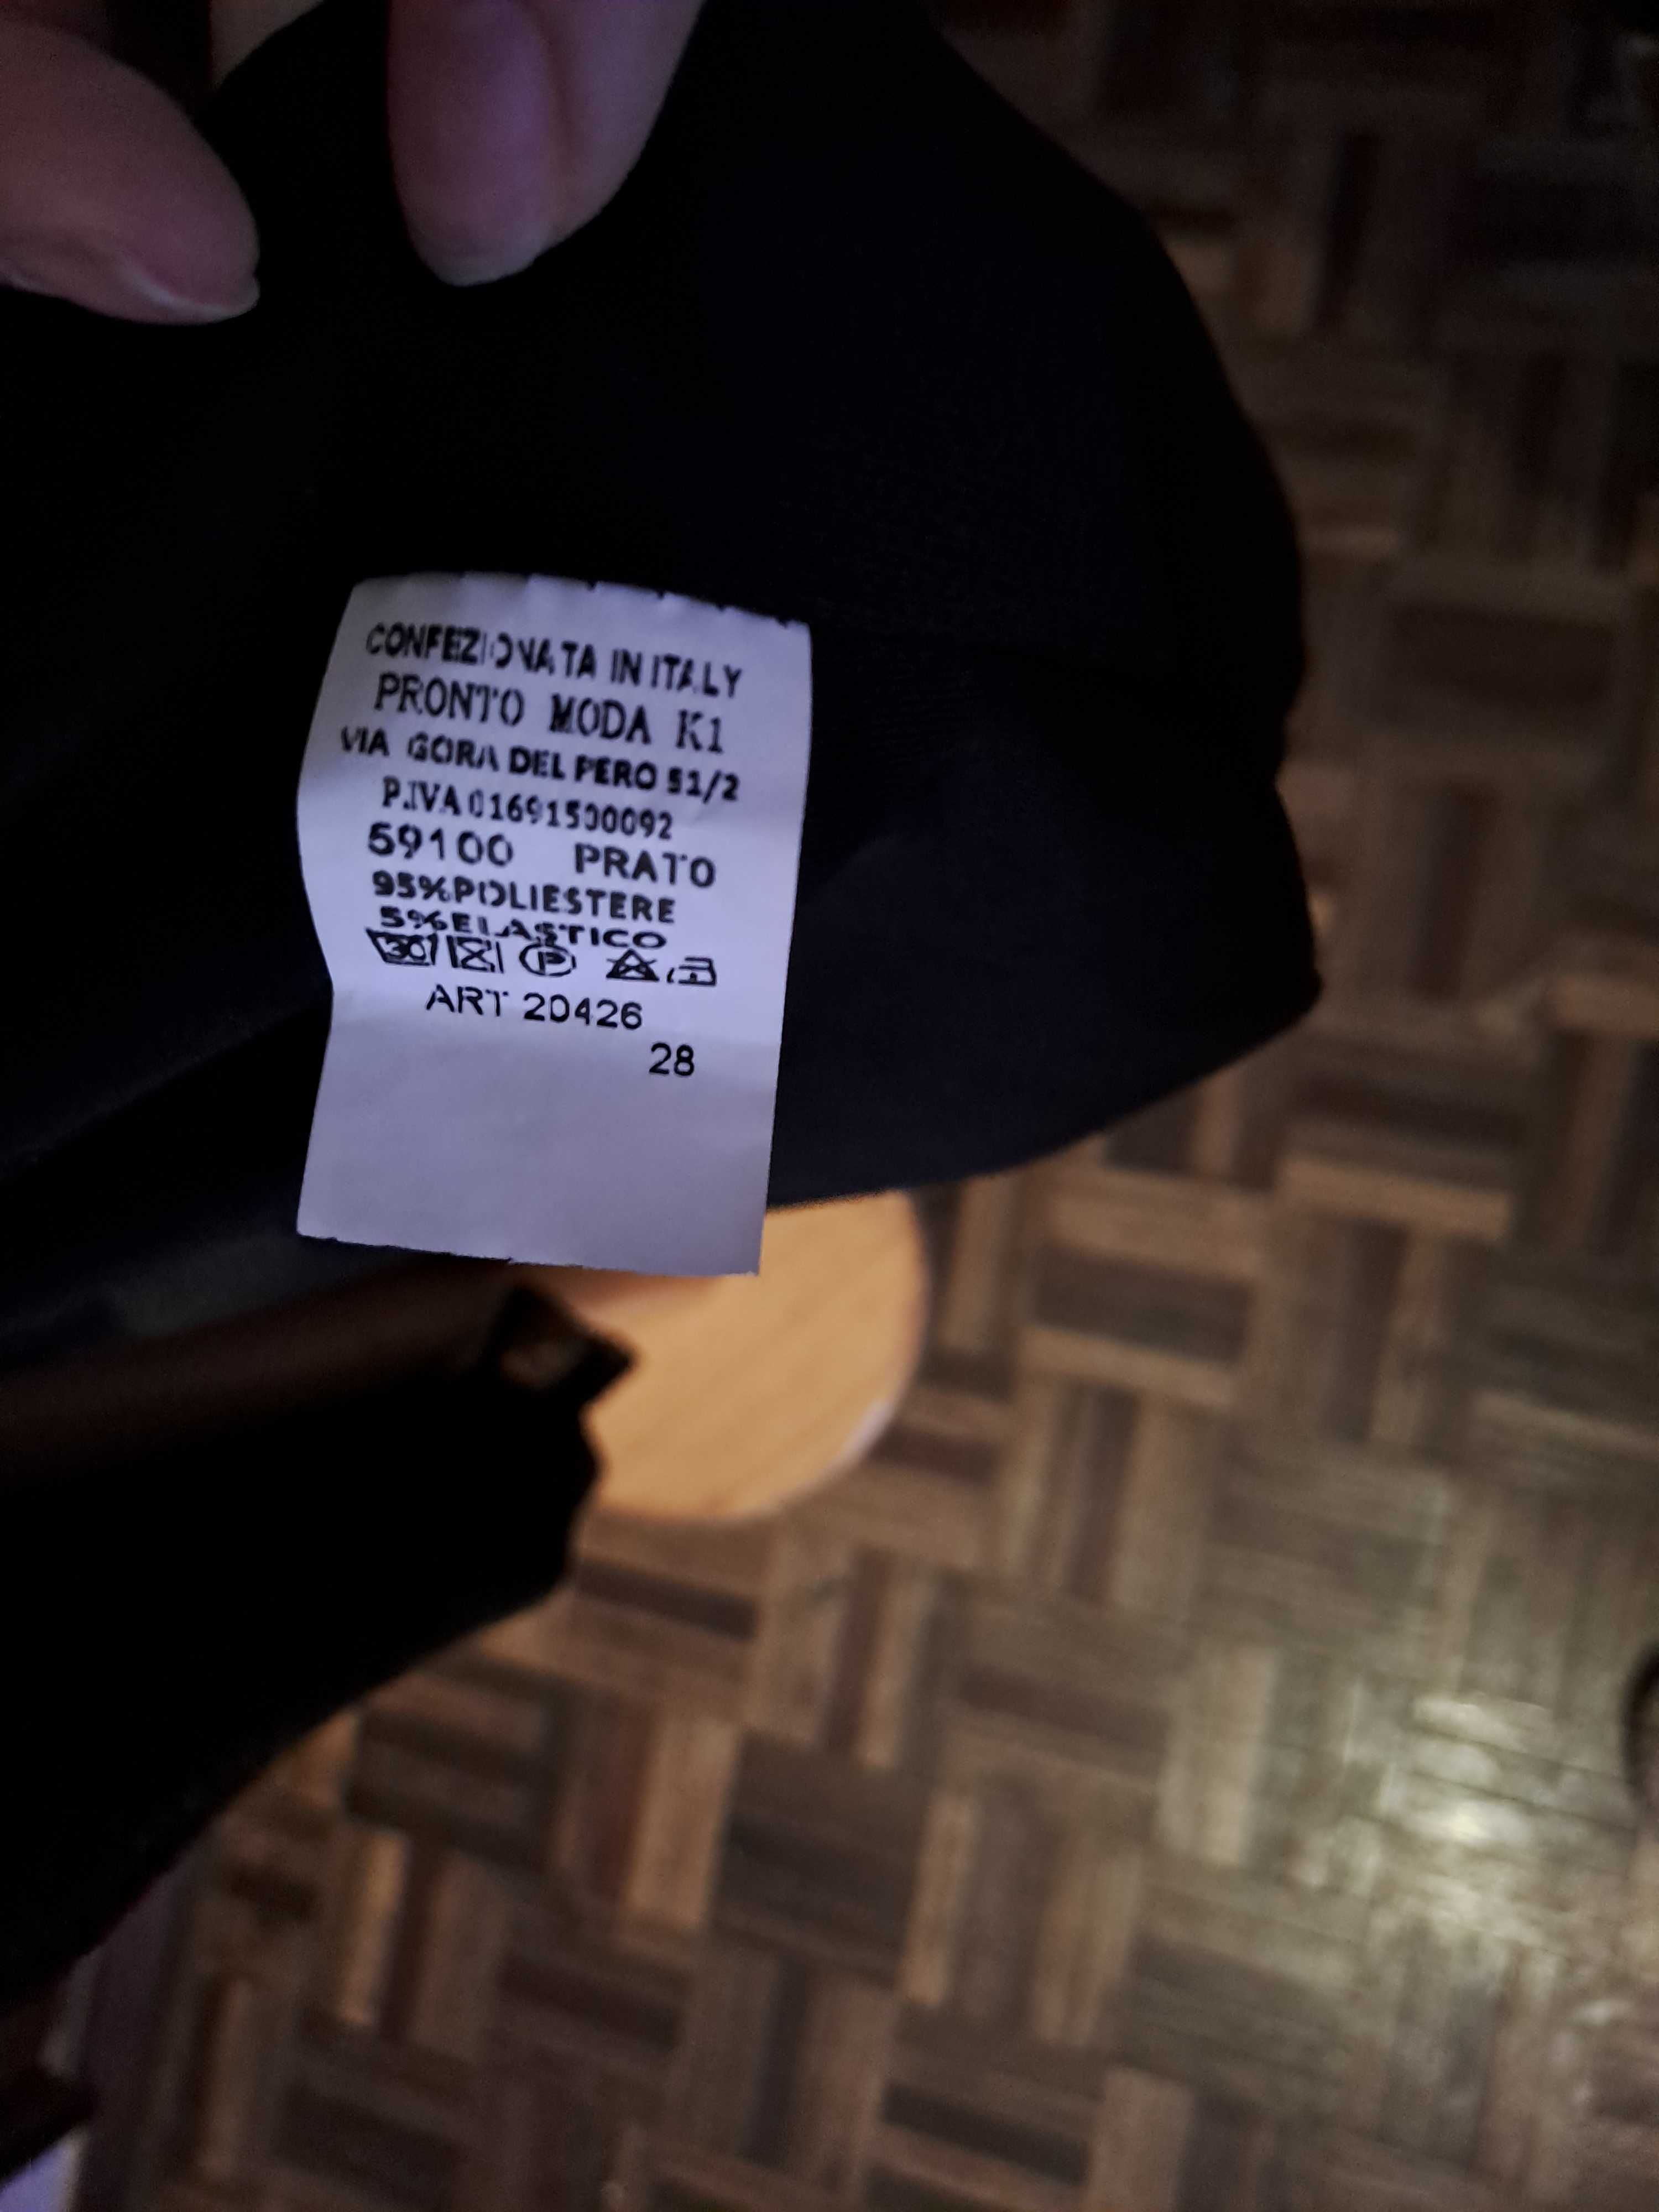 CONFEZIONATA IN ITALY
PRONTO MODA K1
VIA GORA DEL PERO 51/2
P.IVA 01691500092
59100 PRATO
95%POLIESTERE
5%ELASTICO
30 P
ART 20426
28